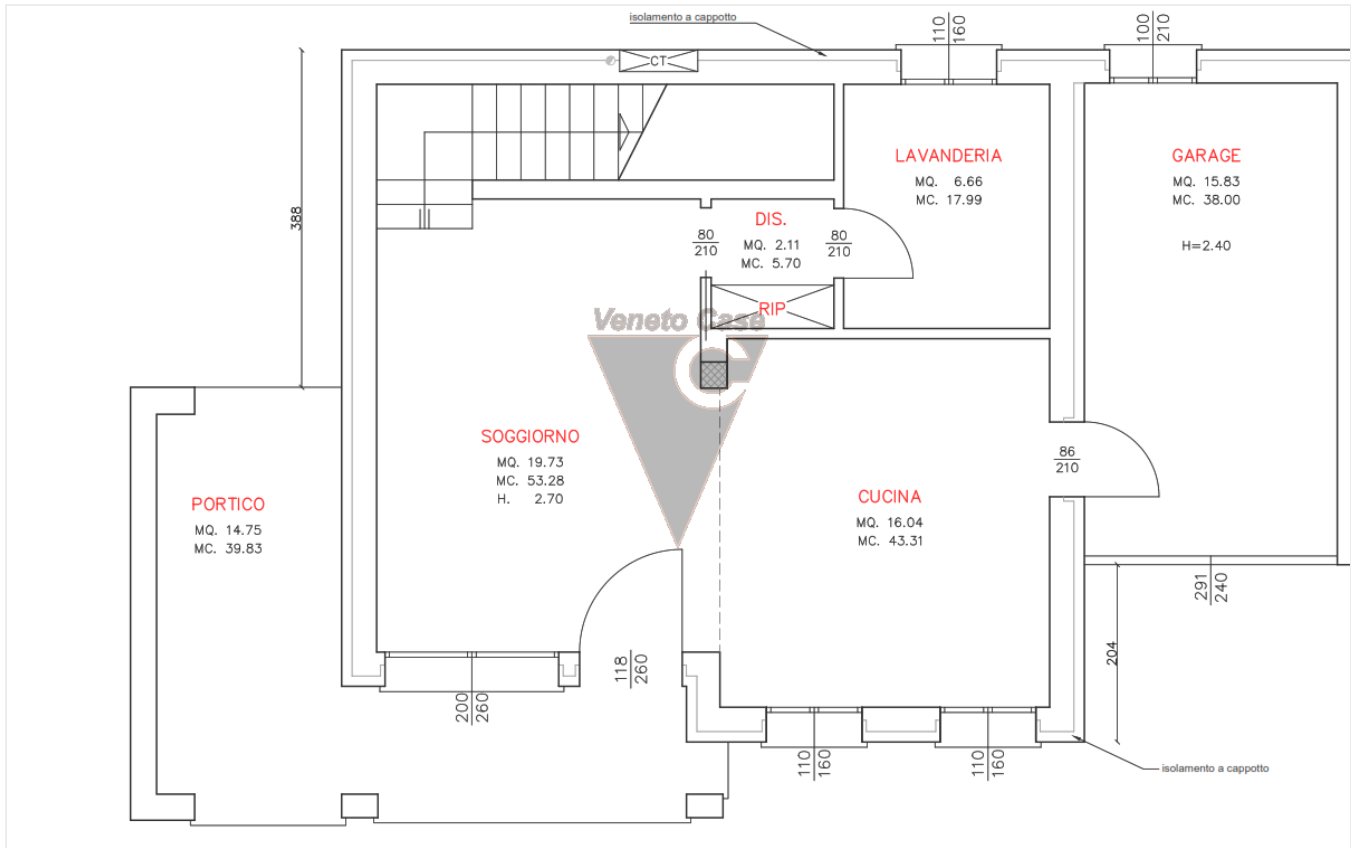 isolamento a cappotto
110
160
100
210
CT
LAVANDERIA
MQ. 6.66
MC. 17.99
GARAGE
MQ. 15.83
MC. 38.00
H=2.40
388
DIS.
MQ. 2.11
MC. 5.70
80
210
80
210
RIP
Veneto Case
C
SOGGIORNO
MQ. 19.73
MC. 53.28
H. 2.70
86
210
CUCINA
MQ. 16.04
MC. 43.31
PORTICO
MQ. 14.75
MC. 39.83
291
240
204
118
260
200
260
110
160
110
160
isolamento a cappotto